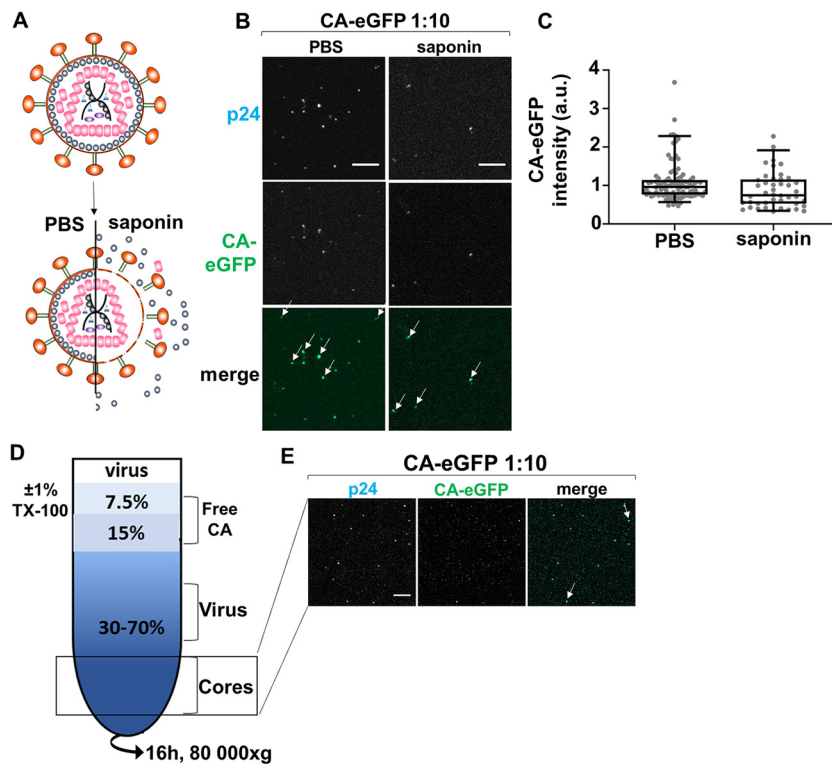 A
PBS
saponin
B
CA-eGFP 1:10
PBS
saponin
p24
CA-
eGFP
merge
C
CA-eGFP
intensity (a.u.)
4
3
2
1
0
PBS
saponin
D
virus
±1%
TX-100
7.5%
15%
Free
CA
30-70%
Virus
Cores
16h, 80 000xg
E
CA-eGFP 1:10
p24
CA-eGFP
merge